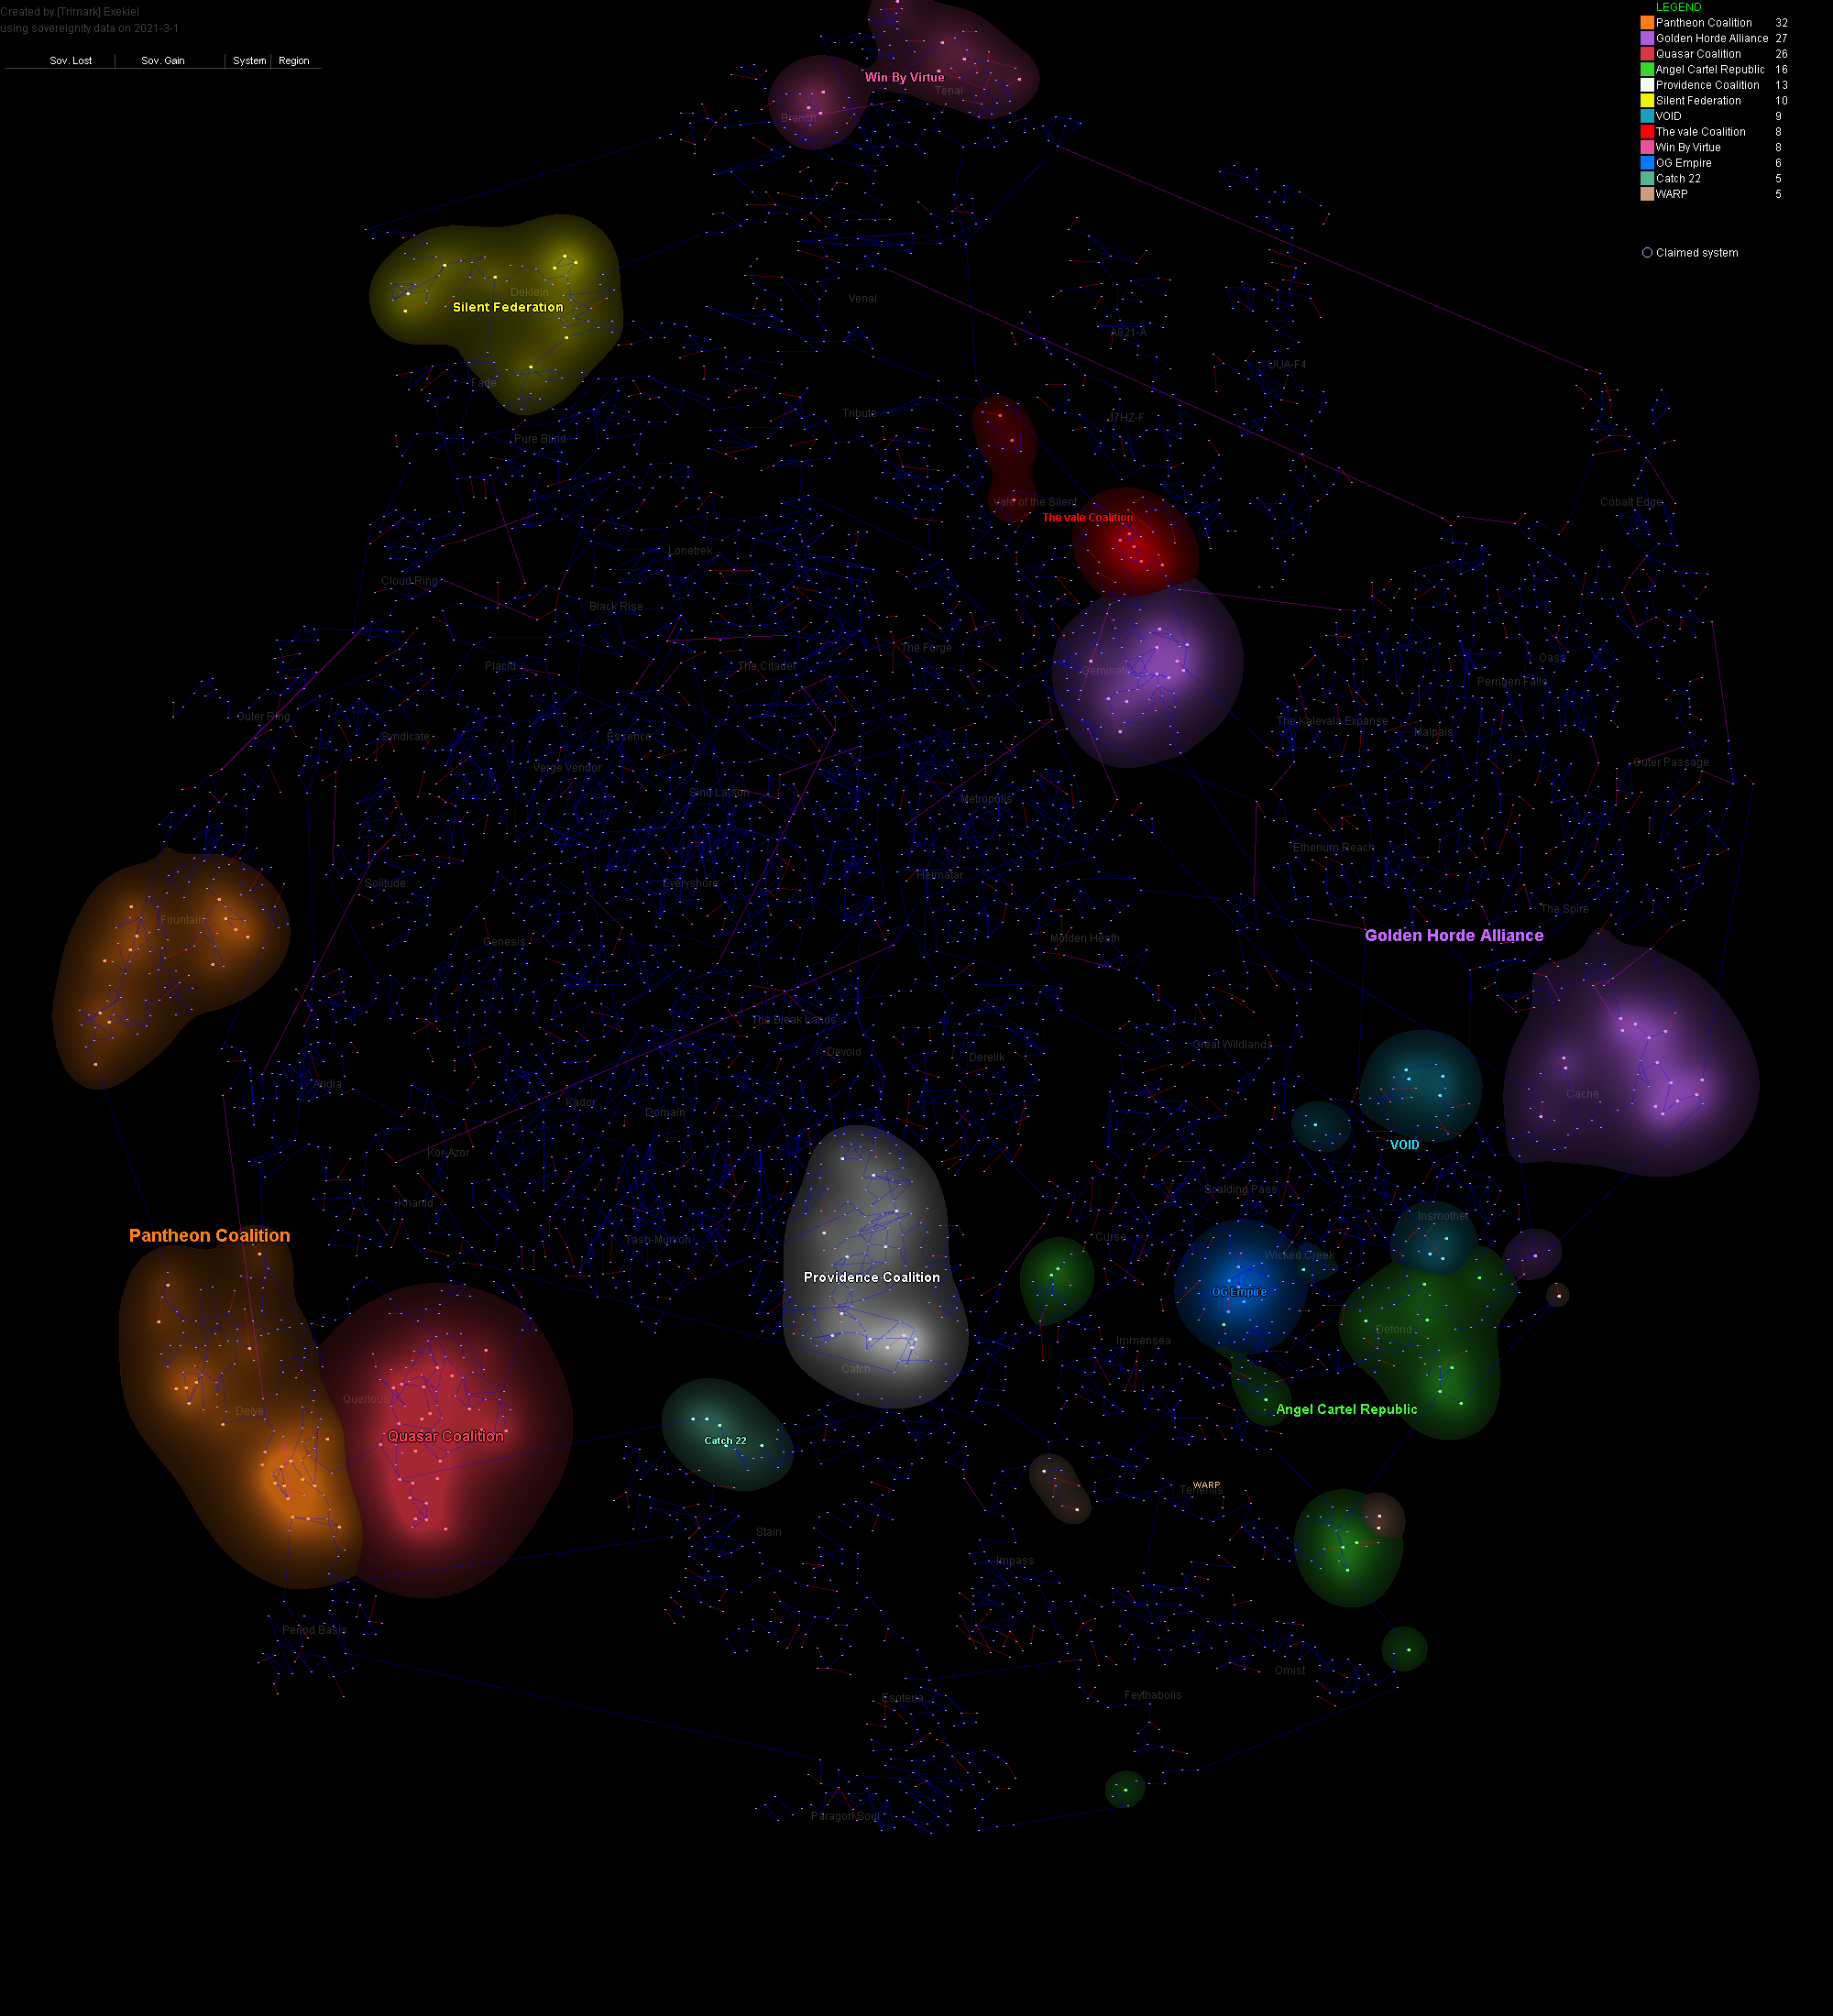 Created by [Trimark] Exekiel
using sovereignity data on 2021-3-1
Sov. Lost Sov. Gain System Region
LEGEND
Pantheon Coalition 32
Golden Horde Alliance 27
Quasar Coalition 26
Angel Cartel Republic 16
Providence Coalition 13
Silent Federation 10
VOID 9
The vale Coalition 8
Win By Virtue 8
OG Empire 6
Catch 22 5
WARP 5
Claimed system
Win By Virtue
Tenal
Branch
Deklein
Silent Federation
Venal
A821-A
UUA-F4
Fade
Tribute
J7HZ-F
Pure Blind
Vale of the Silent
Cobalt Edge
The vale Coalition
Lonetrek
Cloud Ring
Black Rise
The Forge
Oasa
Placid
The Citadel
Geminate
Perrigen Falls
Outer Ring
The Kalevala Expanse
Malpais
Syndicate
Essence
Outer Passage
Verge Vendor
Sinq Laison
Metropolis
Etherium Reach
Solitude
Everyshore
Heimatar
The Spire
Fountain
Golden Horde Alliance
Genesis
Molden Heath
The Bleak Lands
Great Wildlands
Devoid
Derelik
Aridia
Cache
Kador
Domain
VOID
Kor-Azor
Scalding Pass
Khanid
Insmother
Pantheon Coalition
Tash-Murkon
Curse
Wicked Creek
Providence Coalition
OG Empire
Detorid
Immensea
Catch
Querious
Delve
Angel Cartel Republic
Quasar Coalition
Catch 22
WARP
Tenerifis
Stain
Impass
Period Basis
Omist
Feythabolis
Esoteria
Paragon Soul